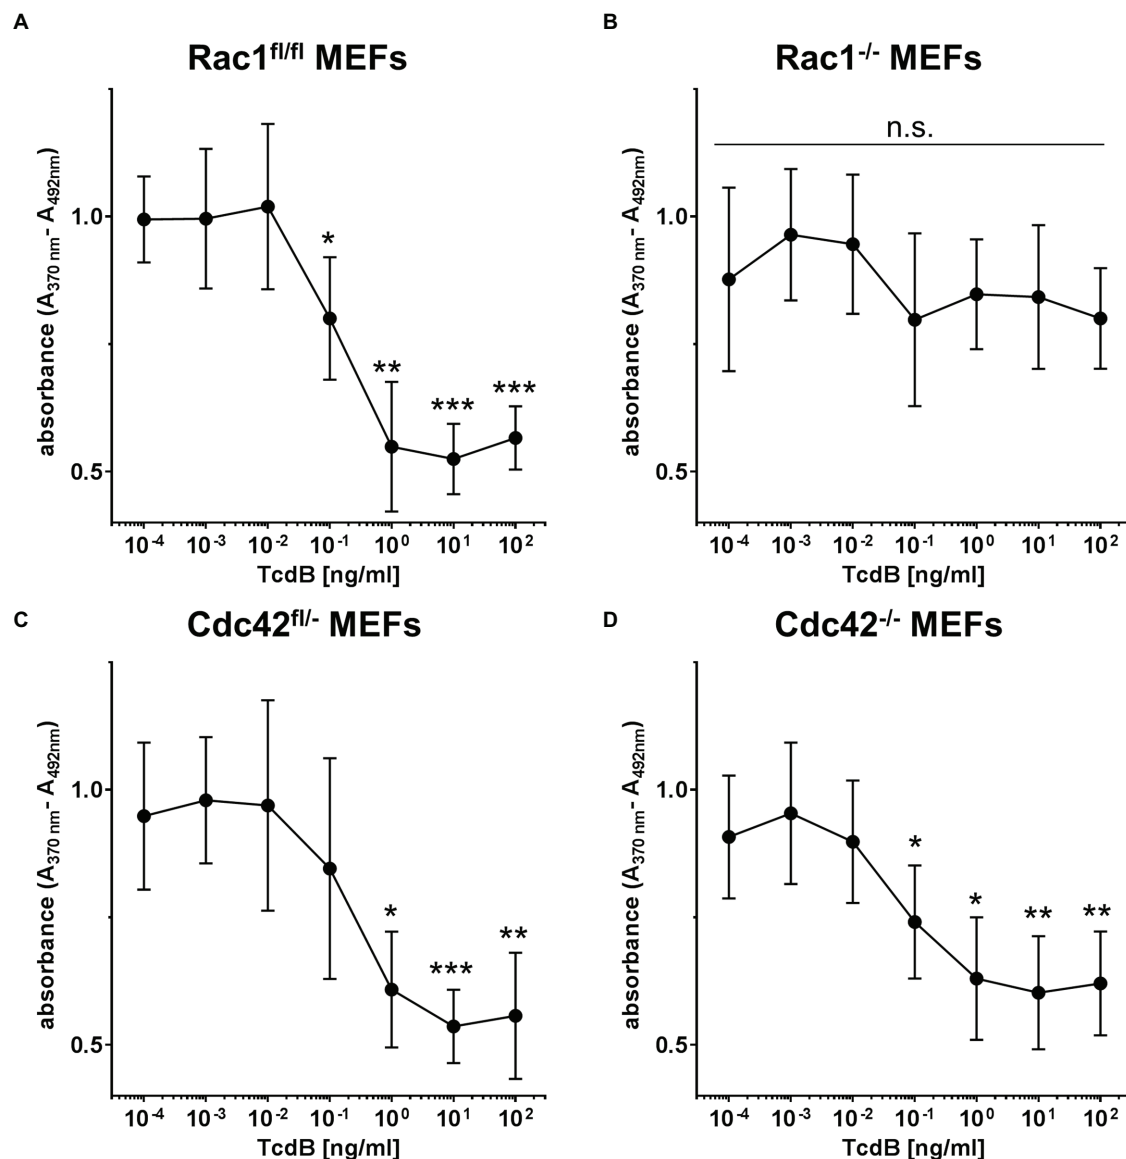 A
Rac1fl/fl MEFs
absorbance (A370 nm- A492nm)
1.0
0.5
*
**
***
***
10-4 10-3 10-2 10-1 100 101 102
TcdB [ng/ml]
B
Rac1-/- MEFs
absorbance (A370 nm- A492nm)
n.s.
1.0
0.5
10-4 10-3 10-2 10-1 100 101 102
TcdB [ng/ml]
C
Cdc42fl/- MEFs
absorbance (A370 nm- A492nm)
1.0
0.5
*
***
**
10-4 10-3 10-2 10-1 100 101 102
TcdB [ng/ml]
D
Cdc42-/- MEFs
absorbance (A370 nm- A492nm)
1.0
0.5
*
*
**
**
10-4 10-3 10-2 10-1 100 101 102
TcdB [ng/ml]